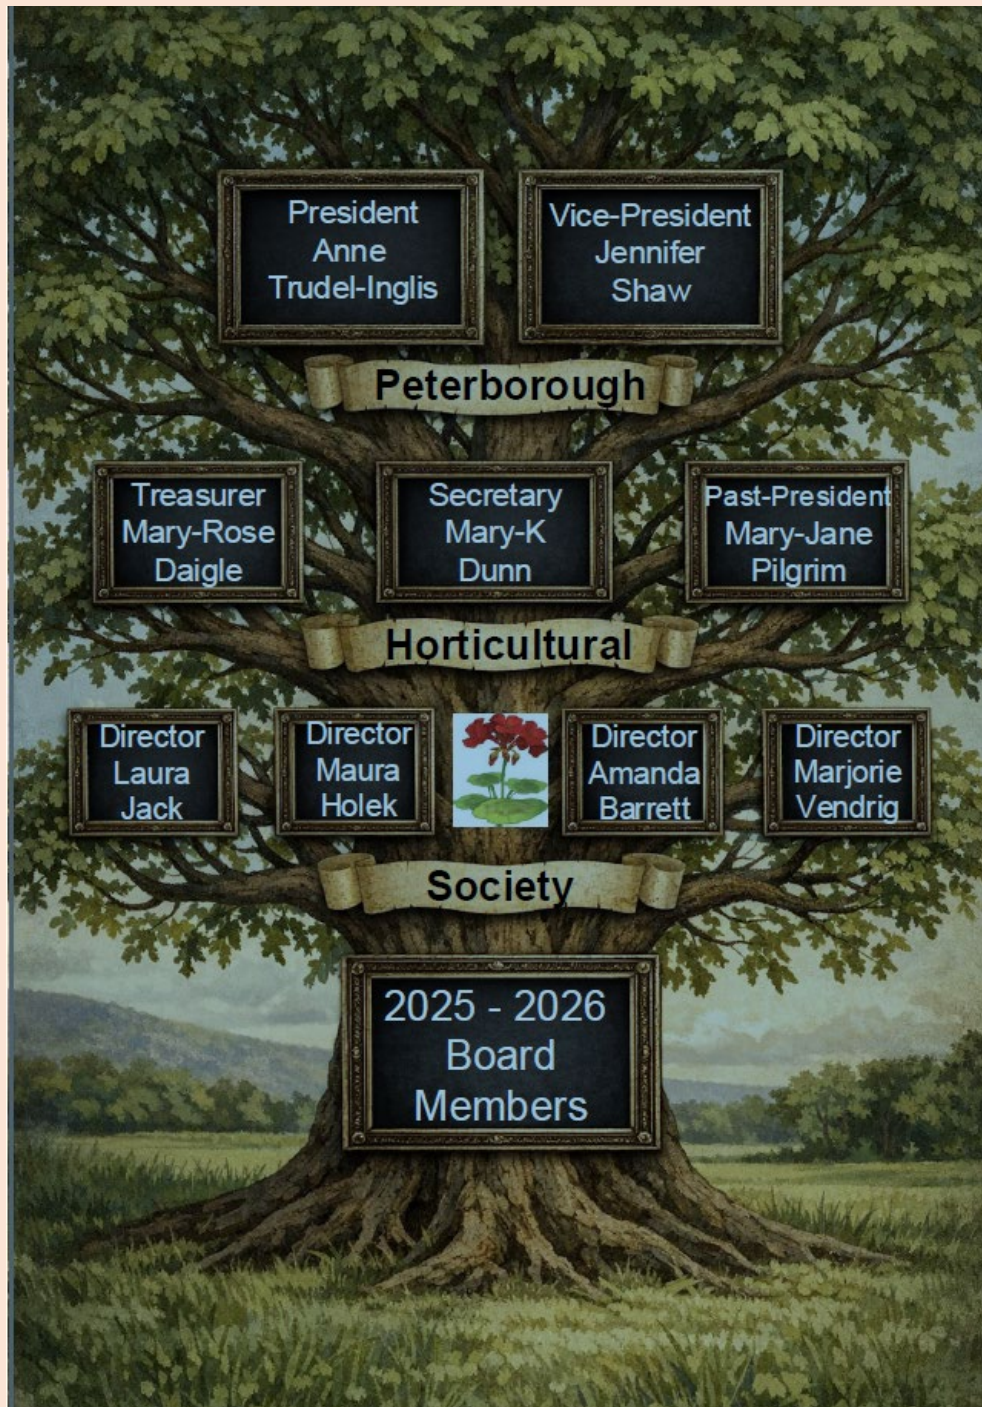 President
Anne
Trudel-Inglis
Vice-President
Jennifer
Shaw
Peterborough
Treasurer
Mary-Rose
Daigle
Secretary
Mary-K
Dunn
Past-President
Mary-Jane
Pilgrim
Horticultural
Director
Laura
Jack
Director
Maura
Holek
Director
Amanda
Barrett
Director
Marjorie
Vendrig
Society
2025 - 2026
Board
Members